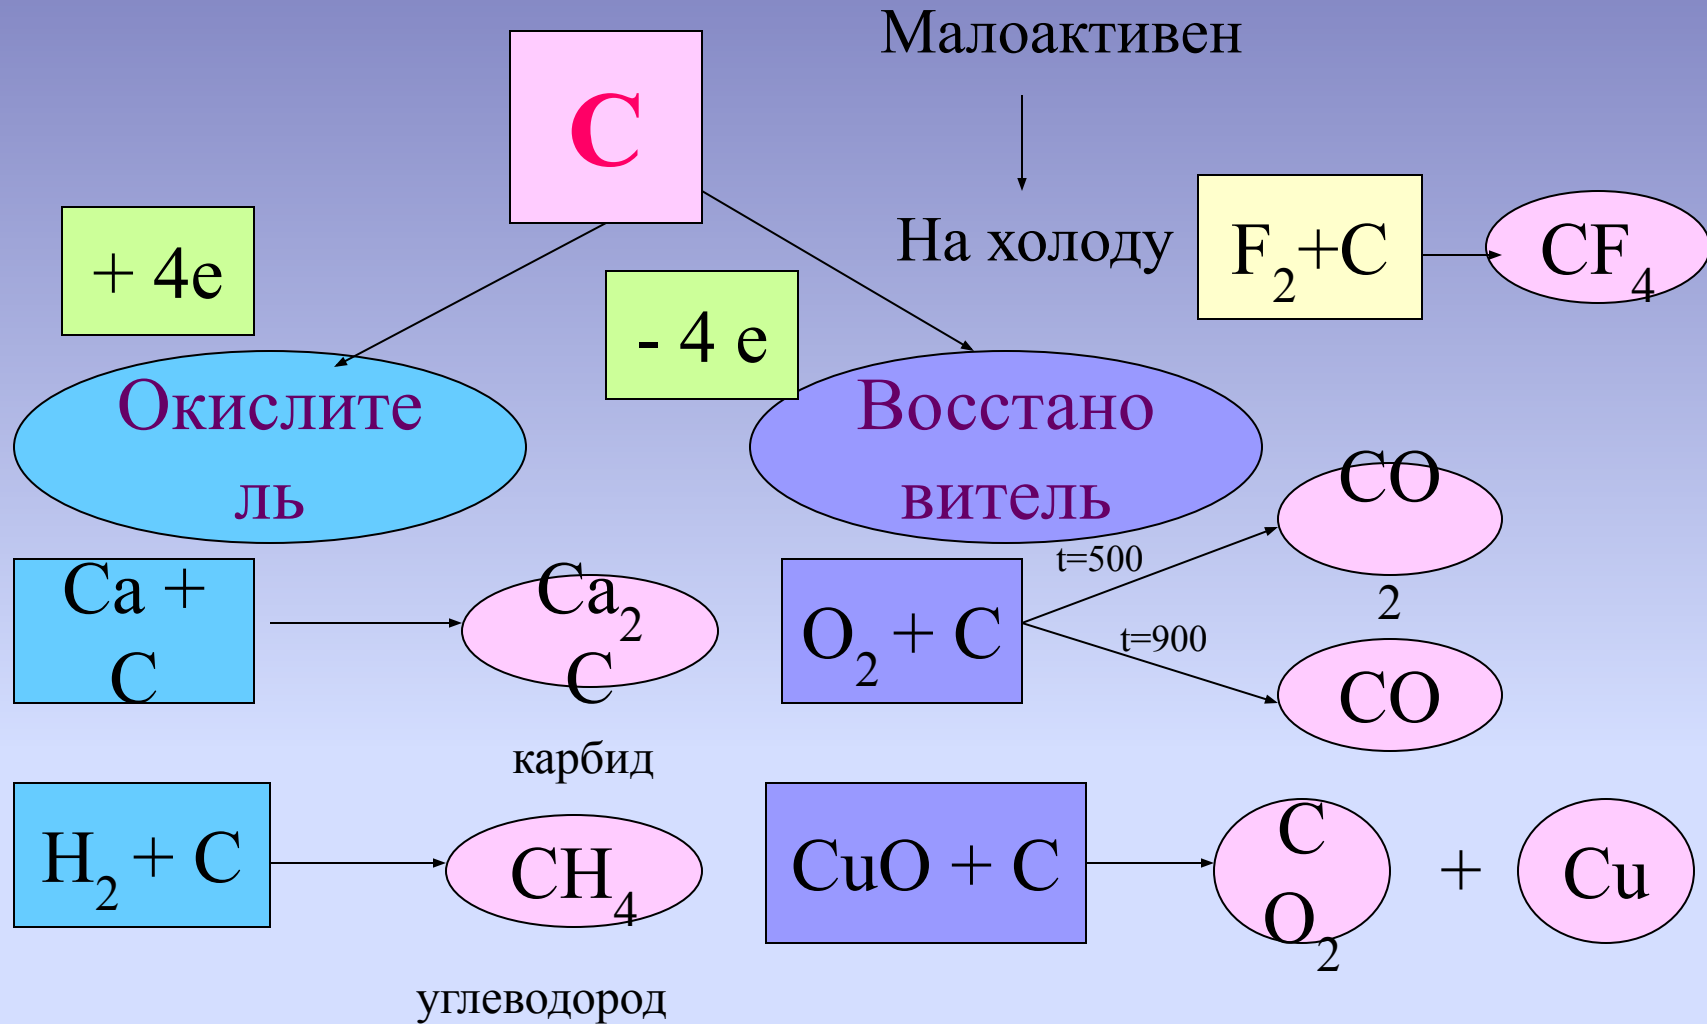 Малоактивен
С
На холоду
F2+C
CF4
+ 4е
- 4 е
Окислите
ль
Восстано
витель
Ca +
C
Ca2
C
карбид
O2 + C
t=500
CO
2
t=900
CO
H2 + C
CH4
углеводород
CuO + C
C
O2
+
Cu